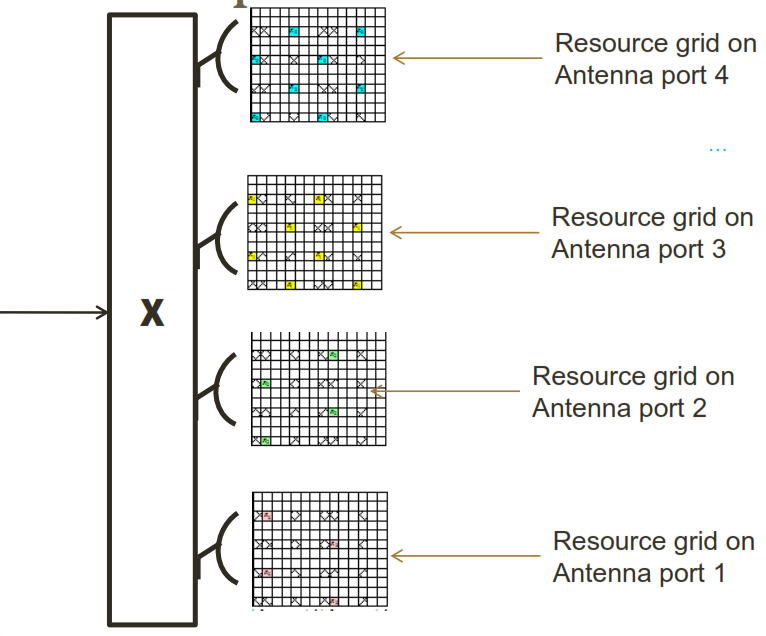 Resource grid on
Antenna port 4
...
Resource grid on
Antenna port 3
X
Resource grid on
Antenna port 2
Resource grid on
Antenna port 1